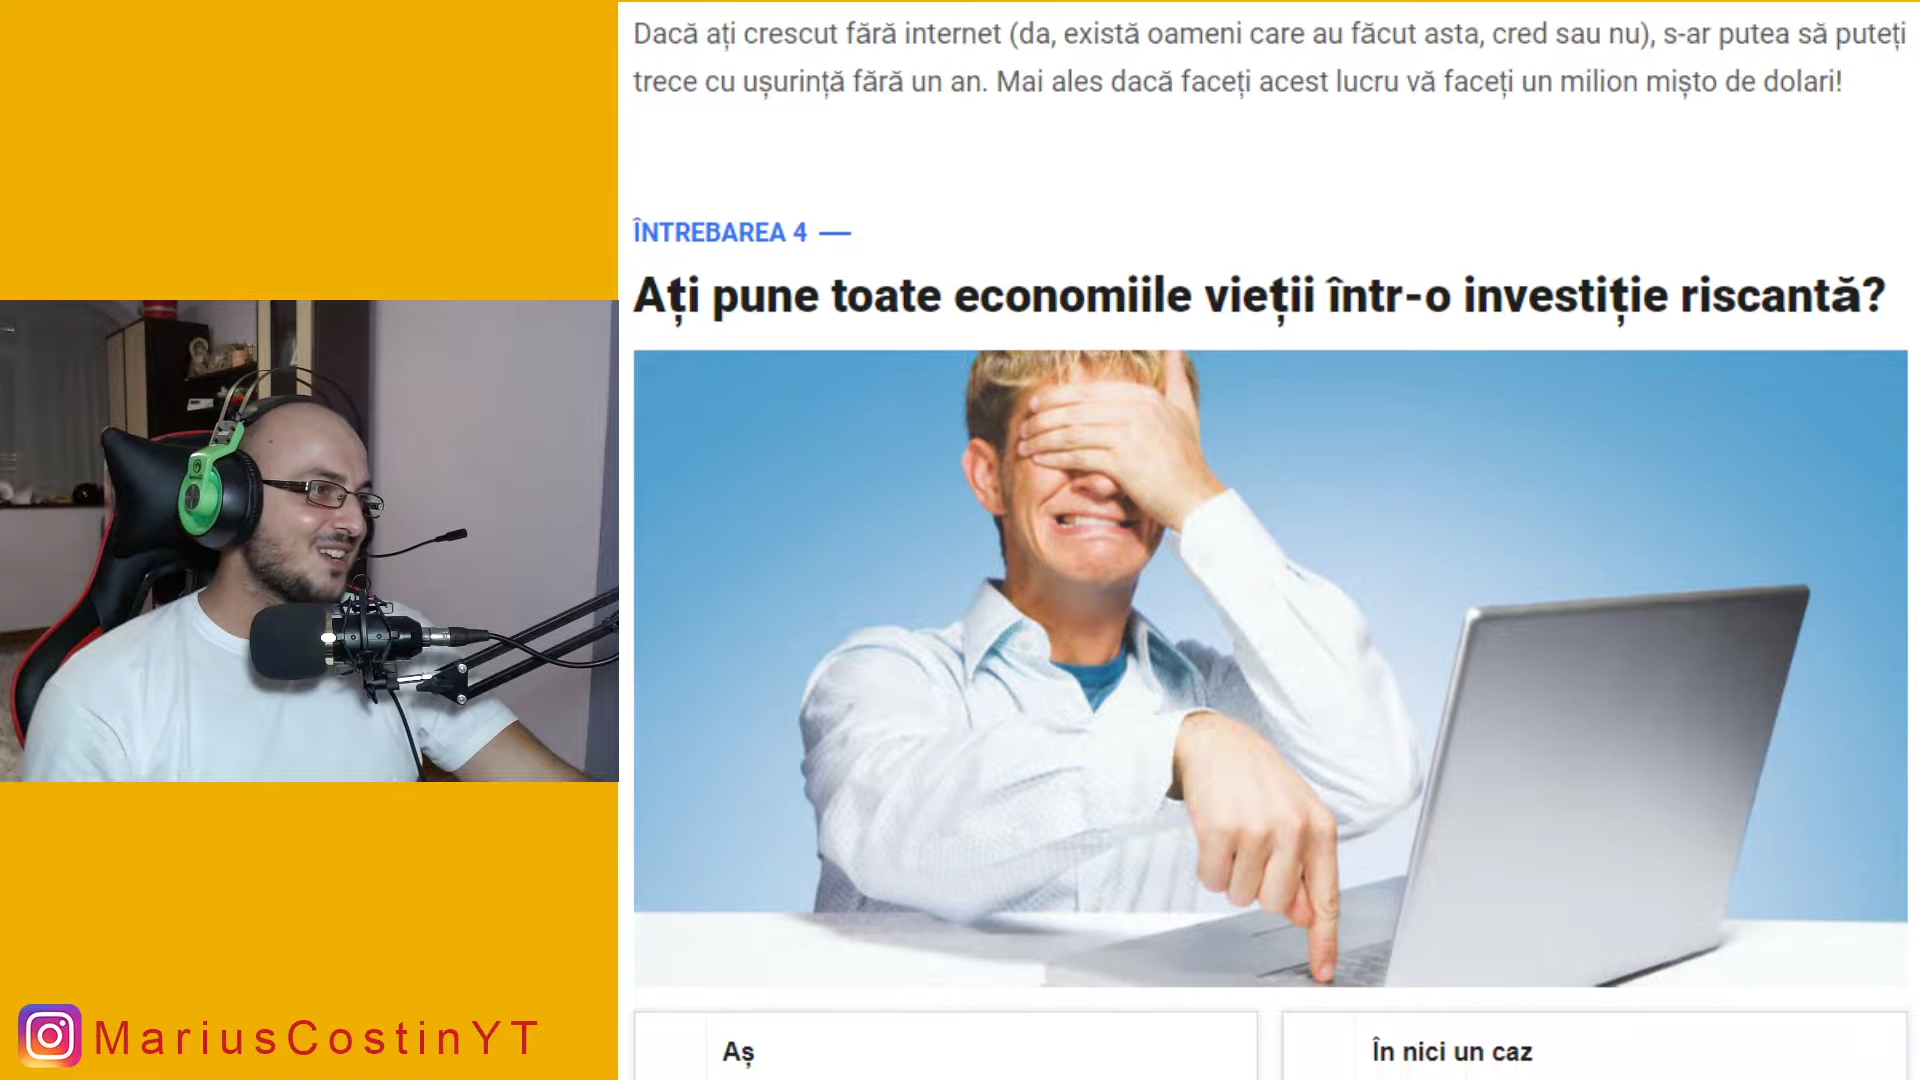 Dacă ați crescut fără internet (da, există oameni care au făcut asta, cred sau nu), s-ar putea să puteți
trece cu ușurință fără un an. Mai ales dacă faceți acest lucru vă faceți un milion mișto de dolari!
ÎNTREBAREA 4 —
Ați pune toate economiile vieții într-o investiție riscantă?
Aș
În nici un caz
MariusCostinYT